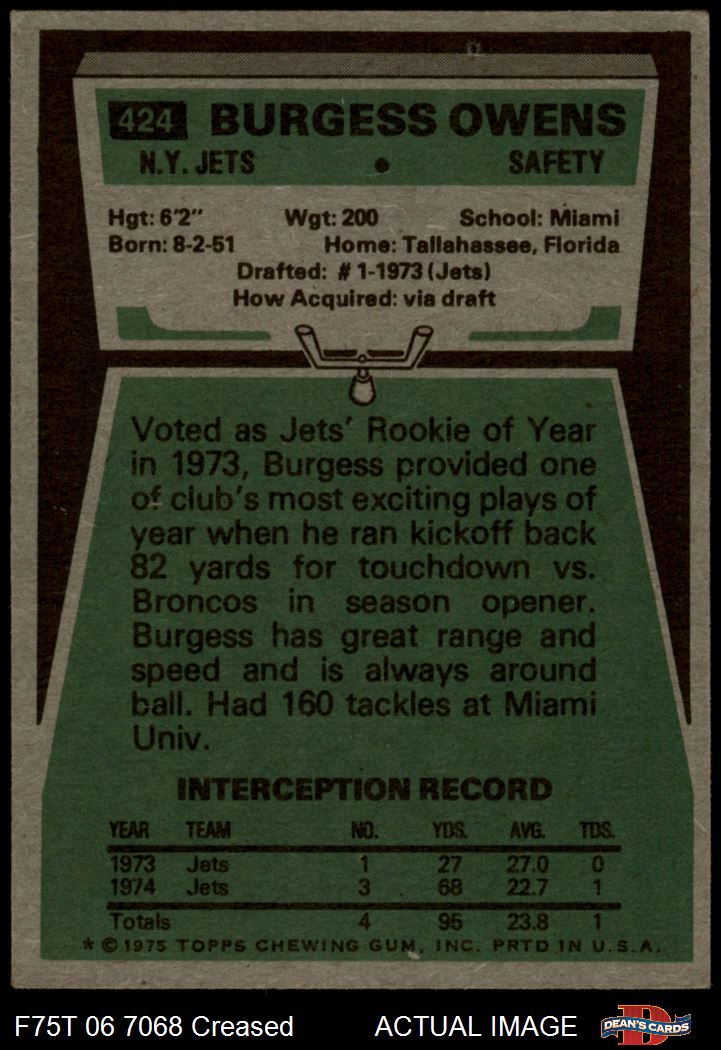 424 BURGESS OWENS
N.Y. JETS • SAFETY
Hgt: 6'2" Wgt: 200 School: Miami
Born: 8-2-51 Home: Tallahassee, Florida
Drafted: #1-1973 (Jets)
How Acquired: via draft
Voted as Jets' Rookie of Year
in 1973, Burgess provided one
of club's most exciting plays of
year when he ran kickoff back
82 yards for touchdown vs.
Broncos in season opener.
Burgess has great range and
speed and is always around
ball. Had 160 tackles at Miami
Univ.
INTERCEPTION RECORD
YEAR TEAM NO. YDS. AVG. TDS.
1973 Jets 1 27 27.0 0
1974 Jets 3 68 22.7 1
Totals 4 95 23.8 1
* © 1975 TOPPS CHEWING GUM, INC. PRTD IN U.S.A.
F75T 06 7068 Creased ACTUAL IMAGE DEAN'S CARDS